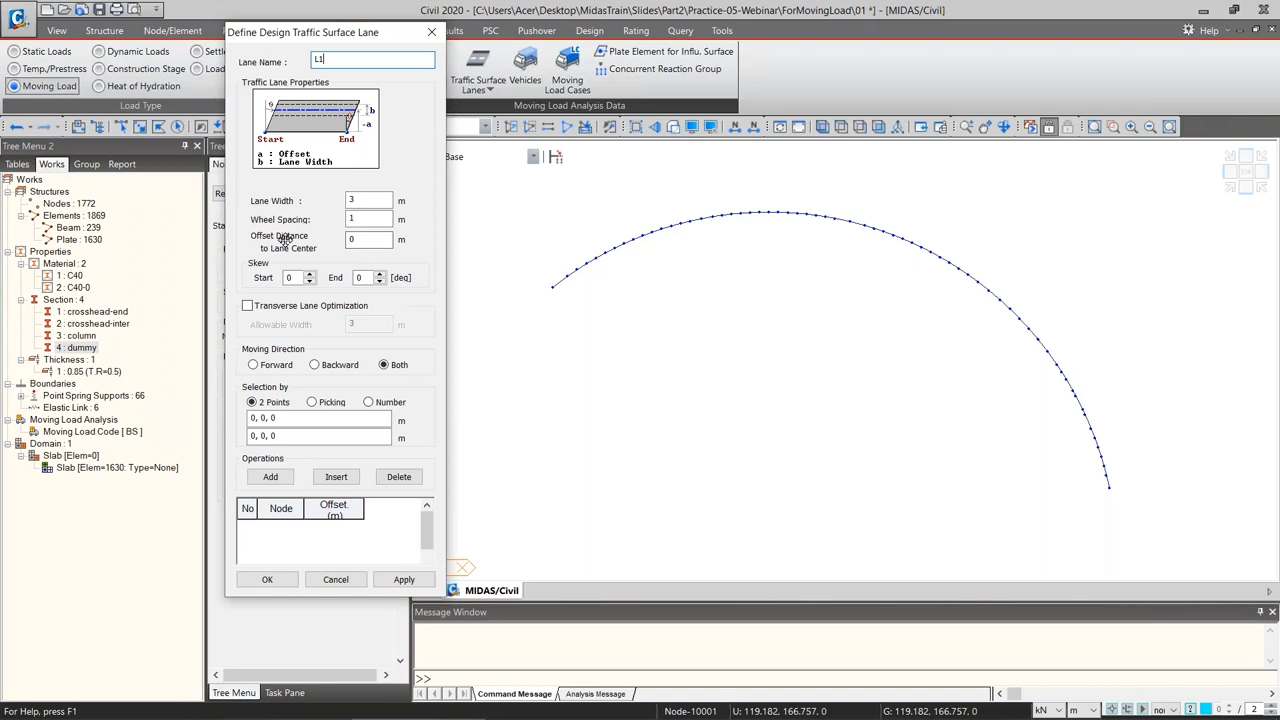 Civil 2020 - [C:\Users\Acer\Desktop\MidasTrain\Slides\Part2\Practice-05-Webinar\ForMovingLoad\01 *] - [MIDAS/Civil]
View Structure Node/Element
PSC Pushover Design Rating Query Tools
Help
Static Loads
Dynamic Loads
Temp./Prestress
Construction Stage
Moving Load
Heat of Hydration
Load Type
Traffic Surface Lanes
Vehicles
Moving Load Cases
Plate Element for Influ. Surface
Concurrent Reaction Group
Moving Load Analysis Data
Base
Tree Menu 2
Tables Works Group Report
Works
Structures
Nodes : 1772
Elements : 1869
Beam : 239
Plate : 1630
Properties
Material : 2
1 : C40
2 : C40-0
Section : 4
1 : crosshead-end
2 : crosshead-inter
3 : column
4 : dummy
Thickness : 1
1 : 0.85 (T.R=0.5)
Boundaries
Point Spring Supports : 66
Elastic Link : 6
Moving Load Analysis
Moving Load Code [ BS ]
Domain : 1
Slab [Elem=0]
Slab [Elem=1630: Type=None]
Define Design Traffic Surface Lane
Lane Name :
L1
Traffic Lane Properties
b
-a
Start End
a : Offset
b : Lane Width
Lane Width : 3 m
Wheel Spacing: 1 m
Offset Distance
to Lane Center 0 m
Skew
Start 0 End 0 [deg]
Transverse Lane Optimization
Allowable Width 3 m
Moving Direction
Forward Backward Both
Selection by
2 Points Picking Number
0, 0, 0 m
0, 0, 0 m
Operations
Add Insert Delete
No Node Offset. (m)
OK Cancel Apply
Tree Menu Task Pane
MIDAS/Civil
Message Window
>>
Command Message Analysis Message
For Help, press F1
Node-10001
U: 119.182, 166.757, 0
G: 119.182, 166.757, 0
kN m
2